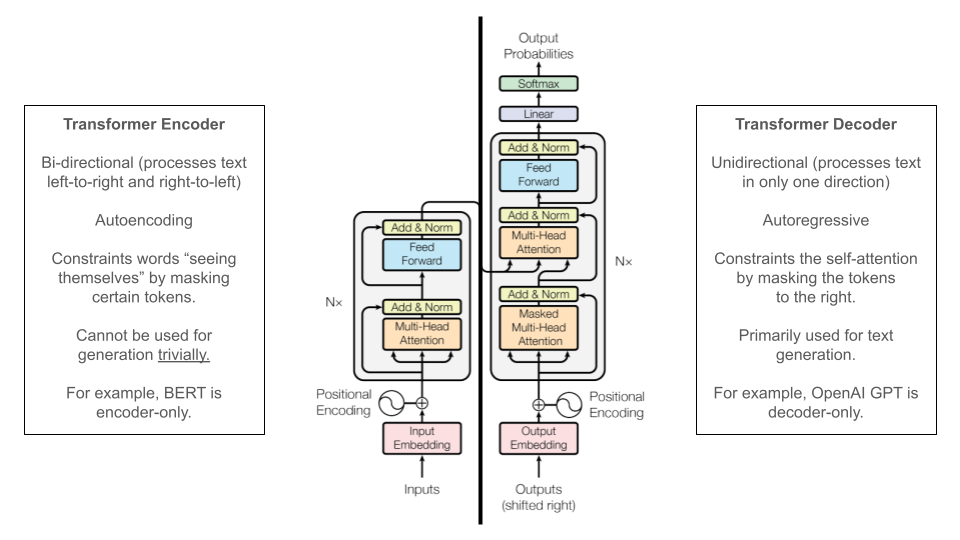 Transformer Encoder
Bi-directional (processes text
left-to-right and right-to-left)
Autoencoding
Constraints words “seeing
themselves” by masking
certain tokens.
Cannot be used for
generation trivially.
For example, BERT is
encoder-only.
Add & Norm
Feed
Forward
Nx
Add & Norm
Multi-Head
Attention
Positional
Encoding
Input
Embedding
Inputs
Output
Probabilities
Softmax
Linear
Add & Norm
Feed
Forward
Add & Norm
Multi-Head
Attention
Nx
Add & Norm
Masked
Multi-Head
Attention
Positional
Encoding
Output
Embedding
Outputs
(shifted right)
Transformer Decoder
Unidirectional (processes text
in only one direction)
Autoregressive
Constraints the self-attention
by masking the tokens
to the right.
Primarily used for text
generation.
For example, OpenAI GPT is
decoder-only.